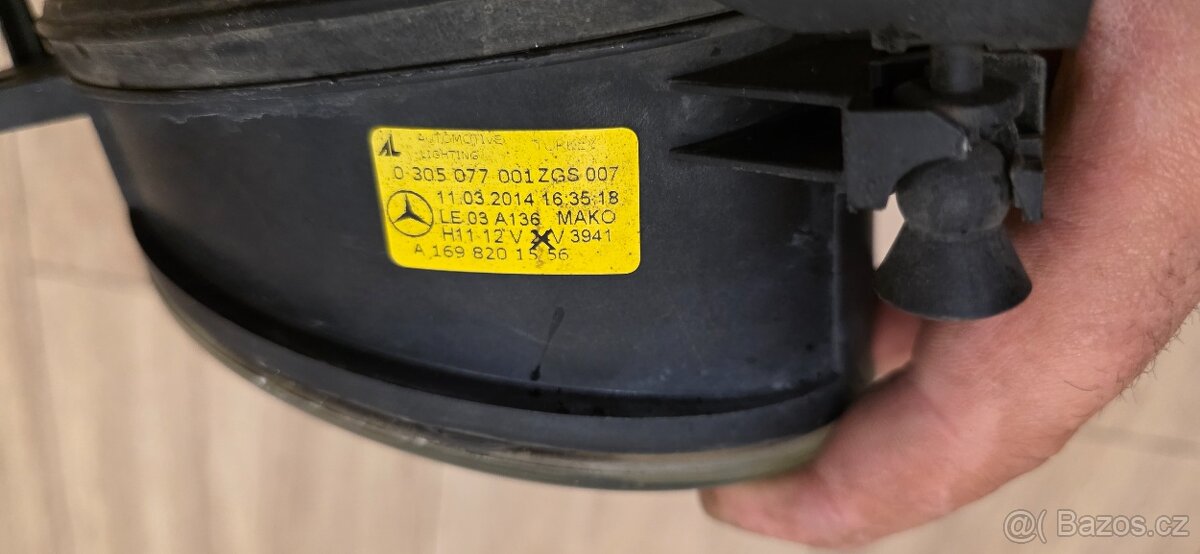 AL AUTOMOTIVE TURKEY
LIGHTING
0 305 077 001 ZGS 007
11.03.2014 16:35:18
LE 03 A136 MAKO
H11 12 V V 3941
A 169 820 15 56
@( Bazos.cz